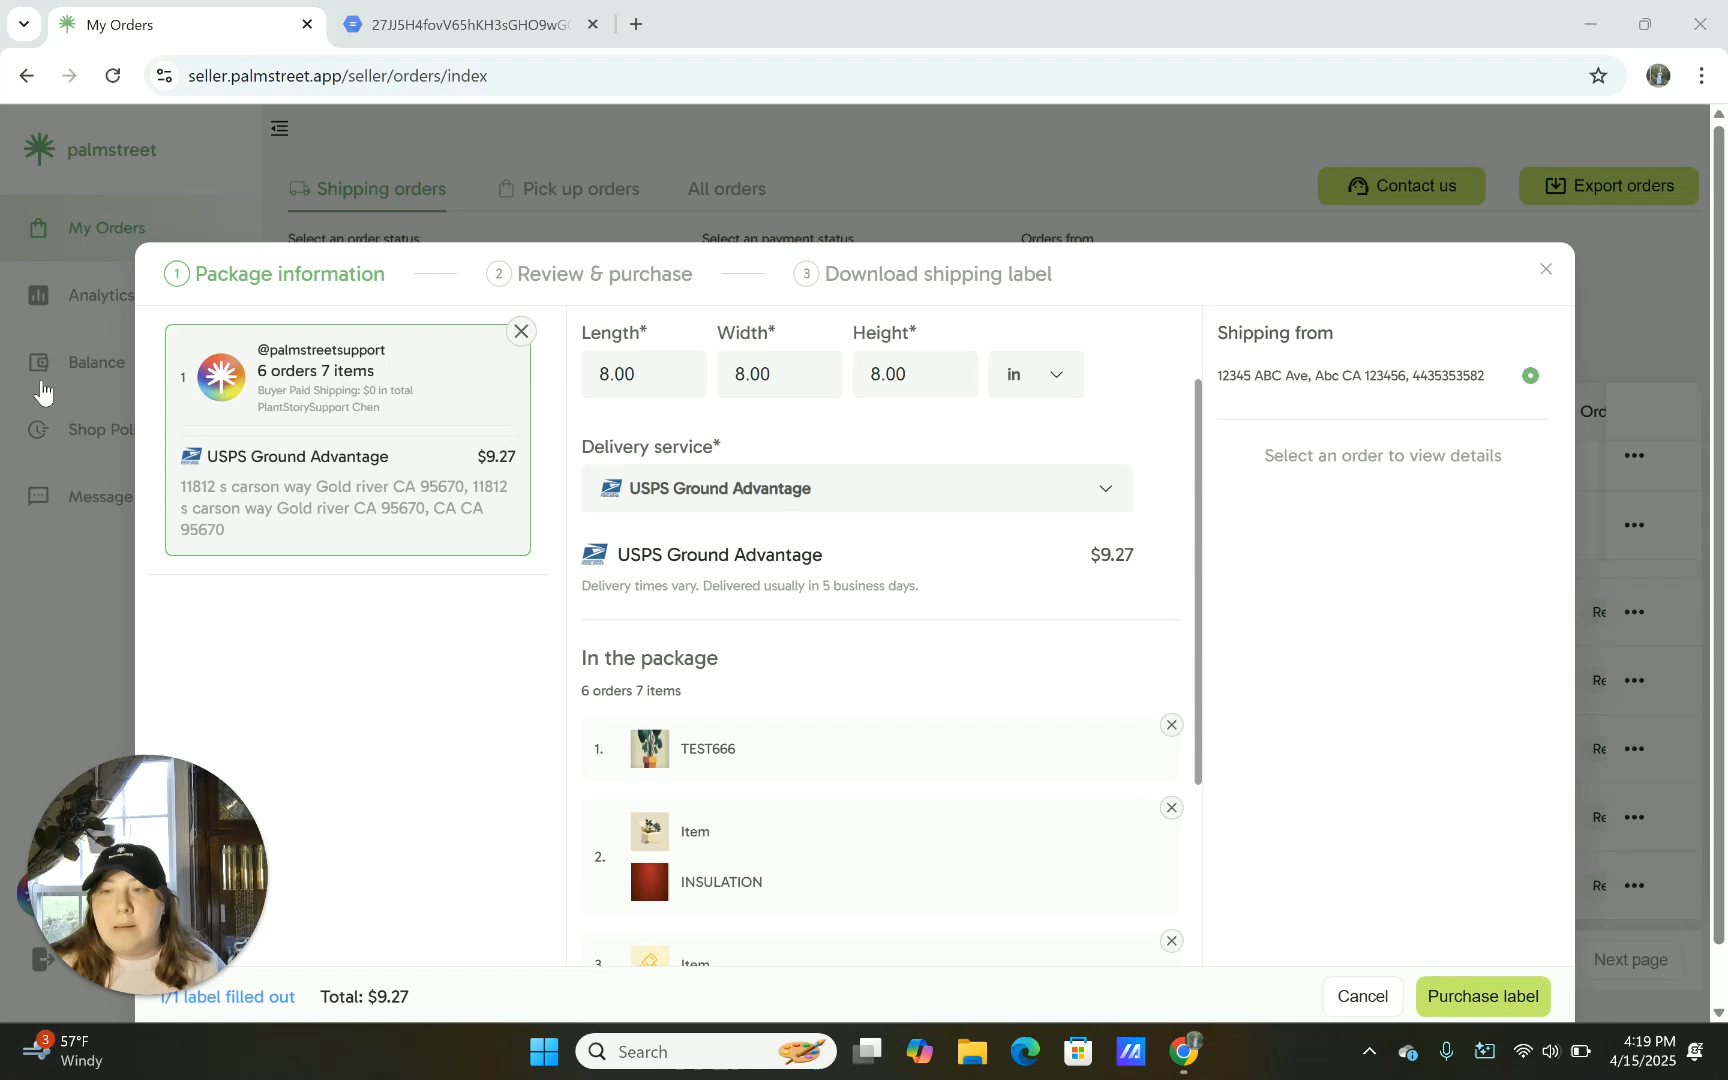 My Orders
27JJ5H4fovV65hKH3sGHO9wG
seller.palmstreet.app/seller/orders/index
palmstreet
Shipping orders
Pick up orders
All orders
Contact us
Export orders
My Orders
Select an order status
Select an payment status
Orders from
Analytics
Balance
Shop Poli
Message
1 Package information
2 Review & purchase
3 Download shipping label
1
@palmstreetsupport
6 orders 7 items
Buyer Paid Shipping: $0 in total
PlantStorySupport Chen
USPS Ground Advantage $9.27
11812 s carson way Gold river CA 95670, 11812
s carson way Gold river CA 95670, CA CA
95670
Length* Width* Height*
8.00 8.00 8.00 in
Delivery service*
USPS Ground Advantage
USPS Ground Advantage $9.27
Delivery times vary. Delivered usually in 5 business days.
In the package
6 orders 7 items
1. TEST666
2. Item
INSULATION
3. Item
Shipping from
12345 ABC Ave, Abc CA 123456, 4435353582
Select an order to view details
Ord
Re
Re
Re
Re
Re
Next page
1/1 label filled out Total: $9.27
Cancel
Purchase label
3
57°F
Windy
Search
4:19 PM
4/15/2025